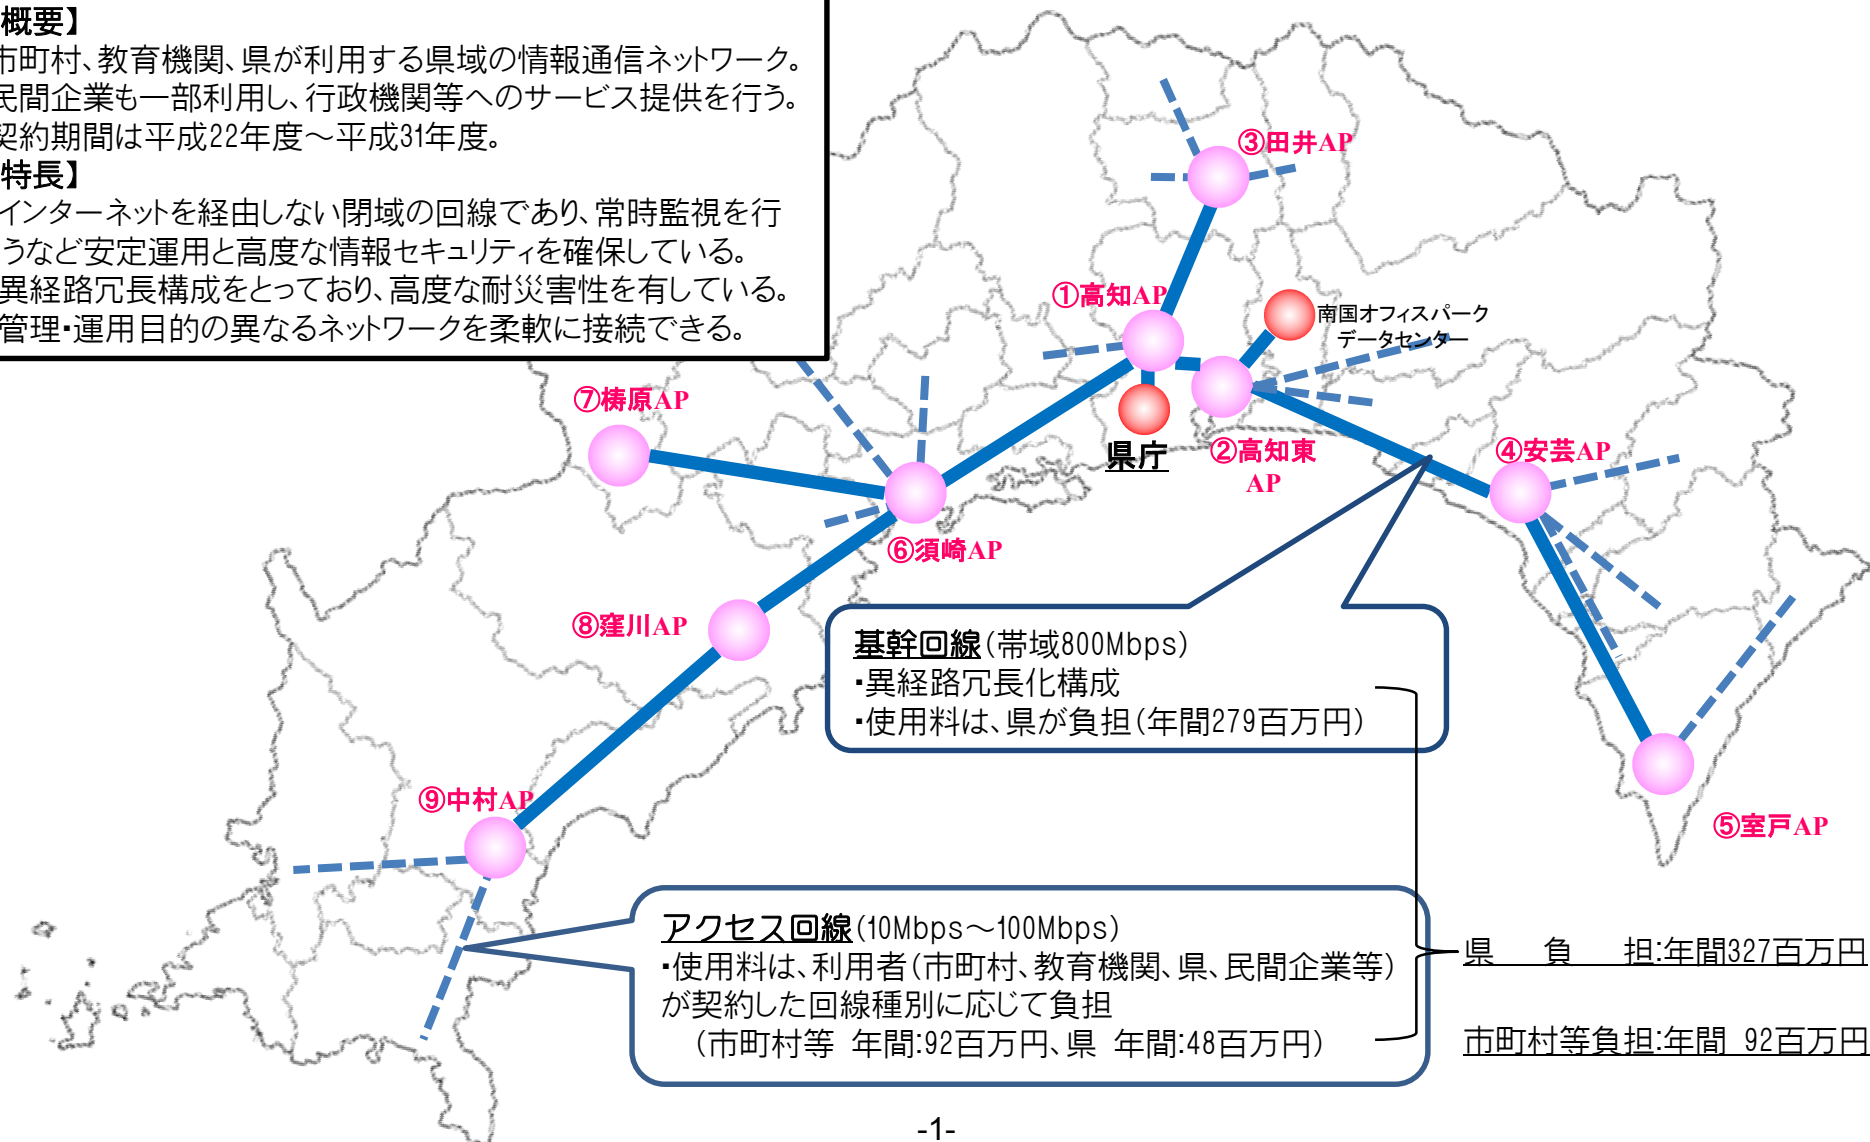 概要】
市町村、教育機関、県が利用する県域の情報通信ネットワーク。
民間企業も一部利用し、行政機関等へのサービス提供を行う。
契約期間は平成22年度～平成31年度。
特長】
インターネットを経由しない閉域の回線であり、常時監視を行
うなど安定運用と高度な情報セキュリティを確保している。
異経路冗長構成をとっており、高度な耐災害性を有している。
管理・運用目的の異なるネットワークを柔軟に接続できる。
③田井AP
①高知AP
南国オフィスパーク
データセンター
⑦梼原AP
県庁
②高知東
AP
④安芸AP
⑥須崎AP
⑧窪川AP
基幹回線(帯域800Mbps)
・異経路冗長化構成
・使用料は、県が負担(年間279百万円)
⑨中村AP
⑤室戸AP
アクセス回線(10Mbps～100Mbps)
・使用料は、利用者(市町村、教育機関、県、民間企業等)
が契約した回線種別に応じて負担
(市町村等 年間:92百万円、県 年間:48百万円)
県 負 担:年間327百万円
市町村等負担:年間 92百万円
-1-